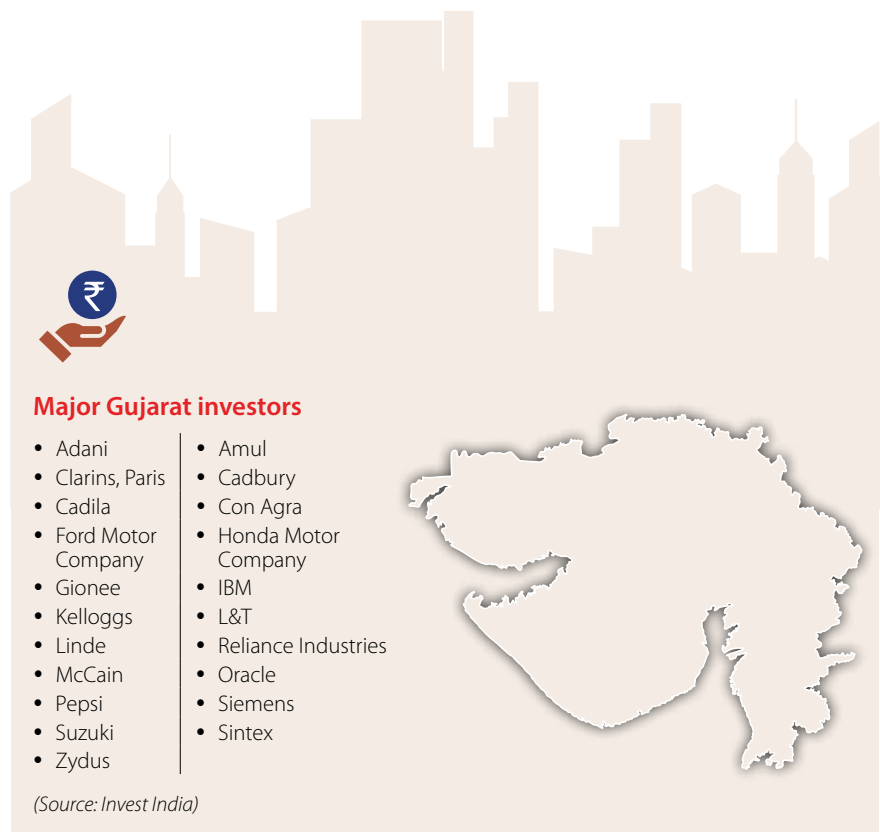 ₹
Major Gujarat investors
• Adani
• Clarins, Paris
• Cadila
• Ford Motor
Company
• Gionee
• Kelloggs
• Linde
• McCain
• Pepsi
• Suzuki
• Zydus
• Amul
• Cadbury
• Con Agra
• Honda Motor
Company
• IBM
• L&T
• Reliance Industries
• Oracle
• Siemens
• Sintex
(Source: Invest India)